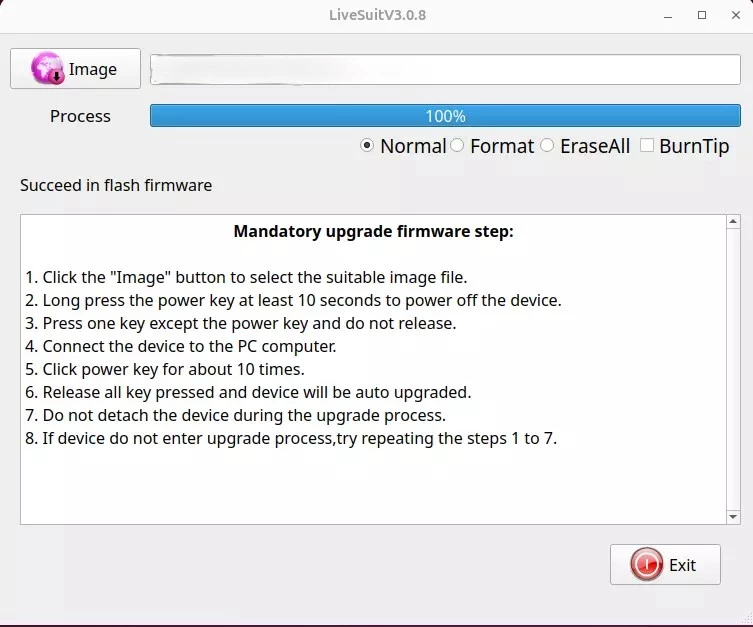 LiveSuitV3.0.8
Image
Process 100%
Normal Format EraseAll BurnTip
Succeed in flash firmware
Mandatory upgrade firmware step:
1. Click the "Image" button to select the suitable image file.
2. Long press the power key at least 10 seconds to power off the device.
3. Press one key except the power key and do not release.
4. Connect the device to the PC computer.
5. Click power key for about 10 times.
6. Release all key pressed and device will be auto upgraded.
7. Do not detach the device during the upgrade process.
8. If device do not enter upgrade process,try repeating the steps 1 to 7.
Exit